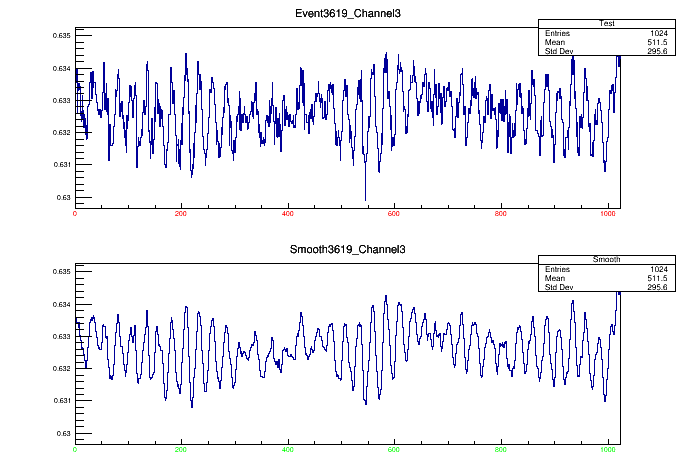 Event3619_Channel3
Test
Entries 1024
Mean 511.5
Std Dev 295.6
0.635
0.634
0.633
0.632
0.631
0.63
0 200 400 600 800 1000
Smooth3619_Channel3
Smooth
Entries 1024
Mean 511.5
Std Dev 295.6
0.635
0.634
0.633
0.632
0.631
0.63
0 200 400 600 800 1000